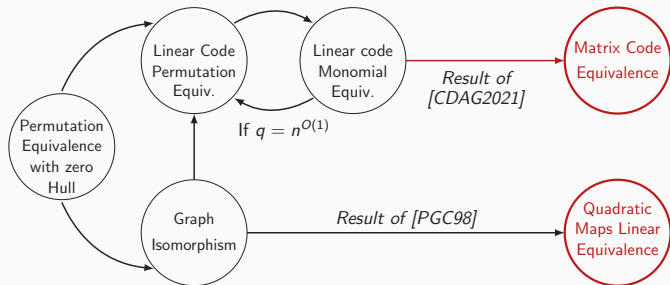 Linear Code
Permutation
Equiv.
Linear code
Monomial
Equiv.
Matrix Code
Equivalence
Result of
[CDAG2021]
If q = n^{O(1)}
Permutation
Equivalence
with zero
Hull
Graph
Isomorphism
Result of [PGC98]
Quadratic
Maps Linear
Equivalence